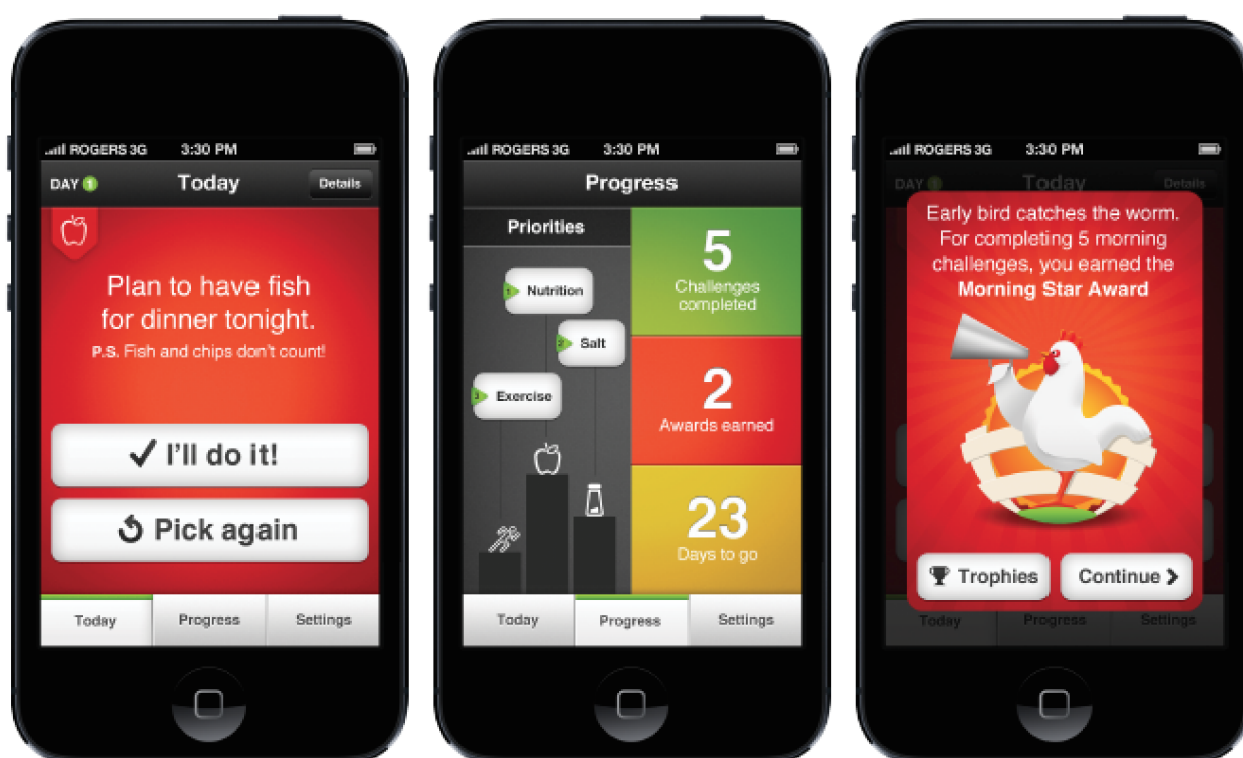 ROGERS 3G 3:30 PM
DAY 1 Today Details
Plan to have fish
for dinner tonight.
P.S. Fish and chips don't count!
I'll do it!
Pick again
Today Progress Settings
ROGERS 3G 3:30 PM
Progress
Priorities
1 Nutrition
2 Salt
3 Exercise
5
Challenges
completed
2
Awards earned
23
Days to go
Today Progress Settings
ROGERS 3G 3:30 PM
DAY 1 Today Details
Early bird catches the worm.
For completing 5 morning
challenges, you earned the
Morning Star Award
Trophies Continue
Today Progress Settings